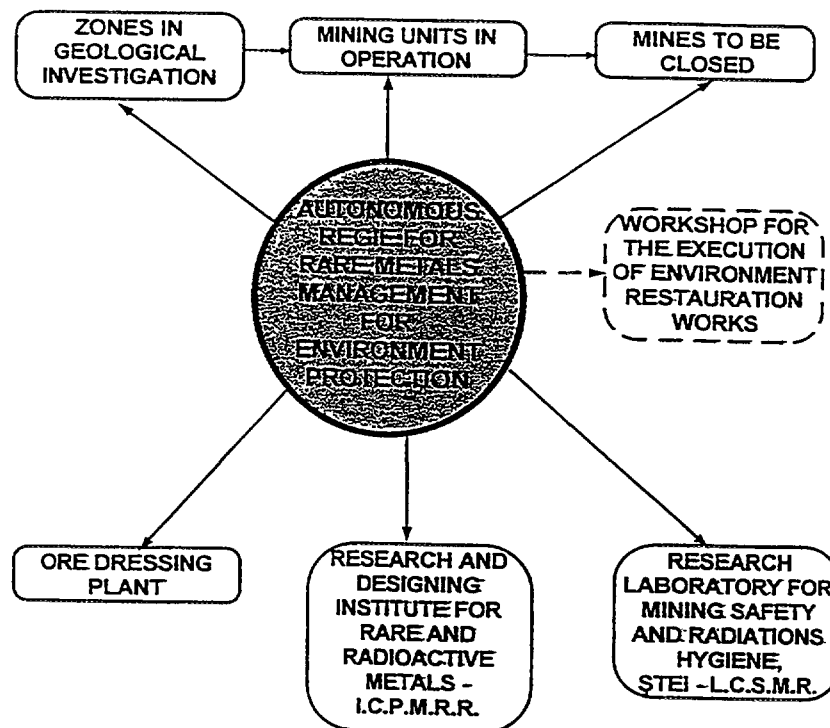 ZONES IN
GEOLOGICAL
INVESTIGATION
MINING UNITS IN
OPERATION
MINES TO BE
CLOSED
AUTONOMOUS
REGIE FOR
RARE METALS
MANAGEMENT
FOR
ENVIRONMENT
PROTECTION
WORKSHOP FOR
THE EXECUTION
OF ENVIRONMENT
RESTAURATION
WORKS
ORE DRESSING
PLANT
RESEARCH AND
DESIGNING
INSTITUTE FOR
RARE AND
RADIOACTIVE
METALS -
I.C.P.M.R.R.
RESEARCH
LABORATORY FOR
MINING SAFETY
AND RADIATIONS
HYGIENE,
ŞTEI - L.C.S.M.R.